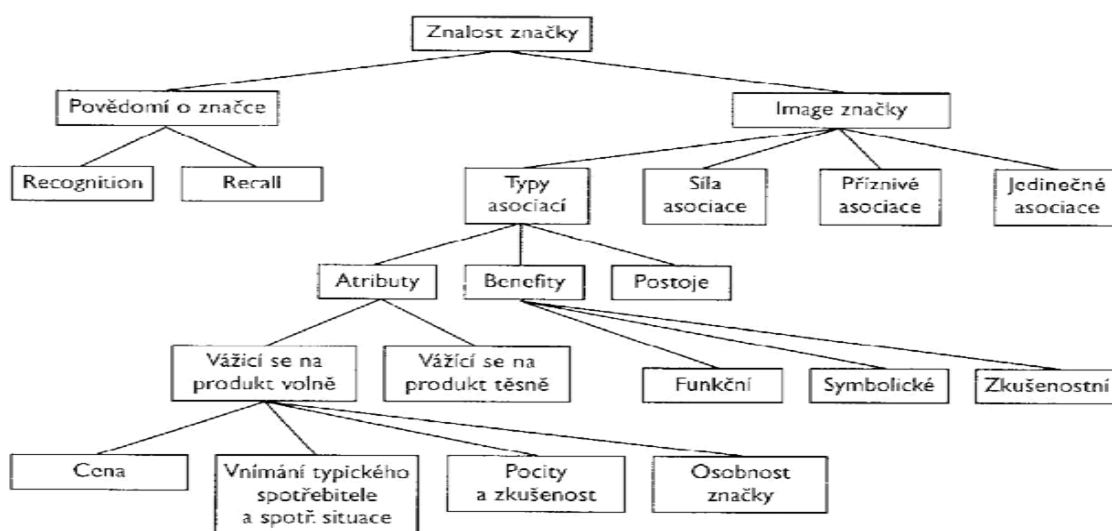 Znalost značky
Povědomí o značce
Image značky
Recognition
Recall
Typy
asociací
Síla
asociace
Příznivé
asociace
Jedinečné
asociace
Atributy
Benefity
Postoje
Vážící se na
produkt volně
Vážící se na
produkt těsně
Funkční
Symbolické
Zkušenostní
Cena
Vnímání typického
spotřebitele
a spotř. situace
Pocity
a zkušenost
Osobnost
značky